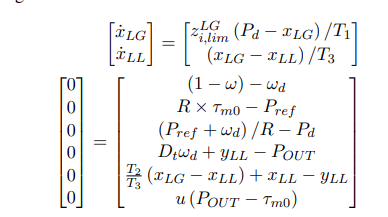 [ẋ_LG] = [z^LG_i,lim (P_d − x_LG) /T_1]
[ẋ_LL] [(x_LG − x_LL) /T_3]
[0] (1 − ω) − ω_d
[0] R × τ_m0 − P_ref
[0] (P_ref + ω_d) /R − P_d
[0] = D_t ω_d + y_LL − P_OUT
[0] T_2/T_3 (x_LG − x_LL) + x_LL − y_LL
[0] u (P_OUT − τ_m0)